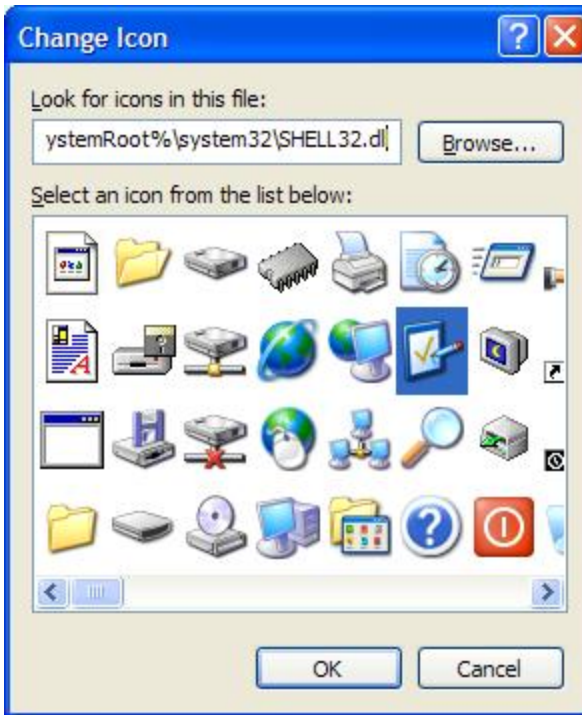 Change Icon
Look for icons in this file:
ystemRoot%\system32\SHELL32.dl
Browse...
Select an icon from the list below:
OK
Cancel